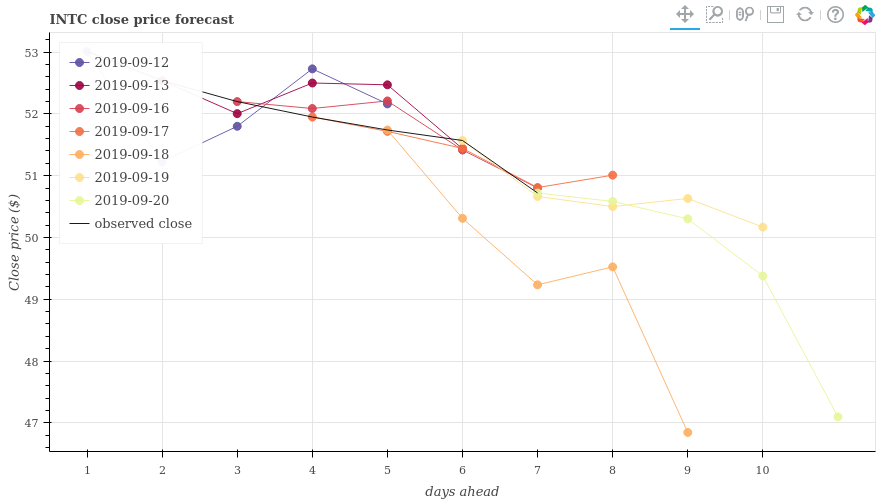 INTC close price forecast
53
52
51
50
49
48
47
Close price ($)
2019-09-12
2019-09-13
2019-09-16
2019-09-17
2019-09-18
2019-09-19
2019-09-20
observed close
1 2 3 4 5 6 7 8 9 10
days ahead